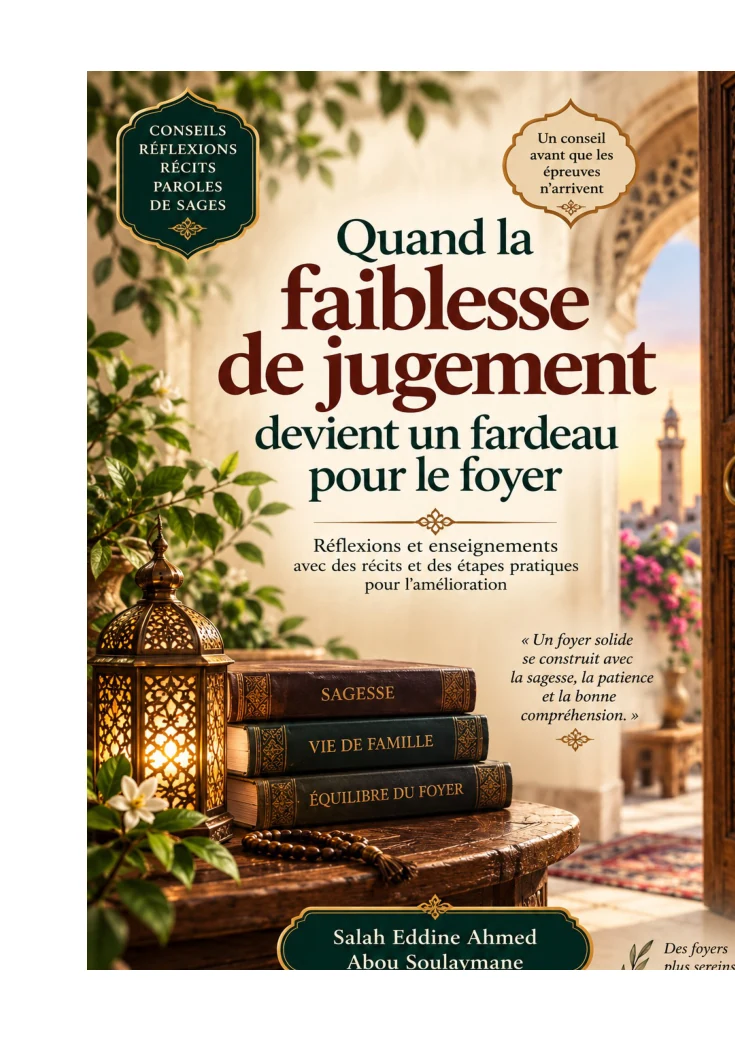 CONSEILS
RÉFLEXIONS
RÉCITS
PAROLES
DE SAGES
Un conseil
avant que les
épreuves
n'arrivent
Quand la
faiblesse
de jugement
devient un fardeau
pour le foyer
Réflexions et enseignements
avec des récits et des étapes pratiques
pour l'amélioration
« Un foyer solide
se construit avec
la sagesse, la patience
et la bonne
compréhension. »
SAGESSE
VIE DE FAMILLE
ÉQUILIBRE DU FOYER
Salah Eddine Ahmed
Abou Soulaymane
Des foyers
plus sereins